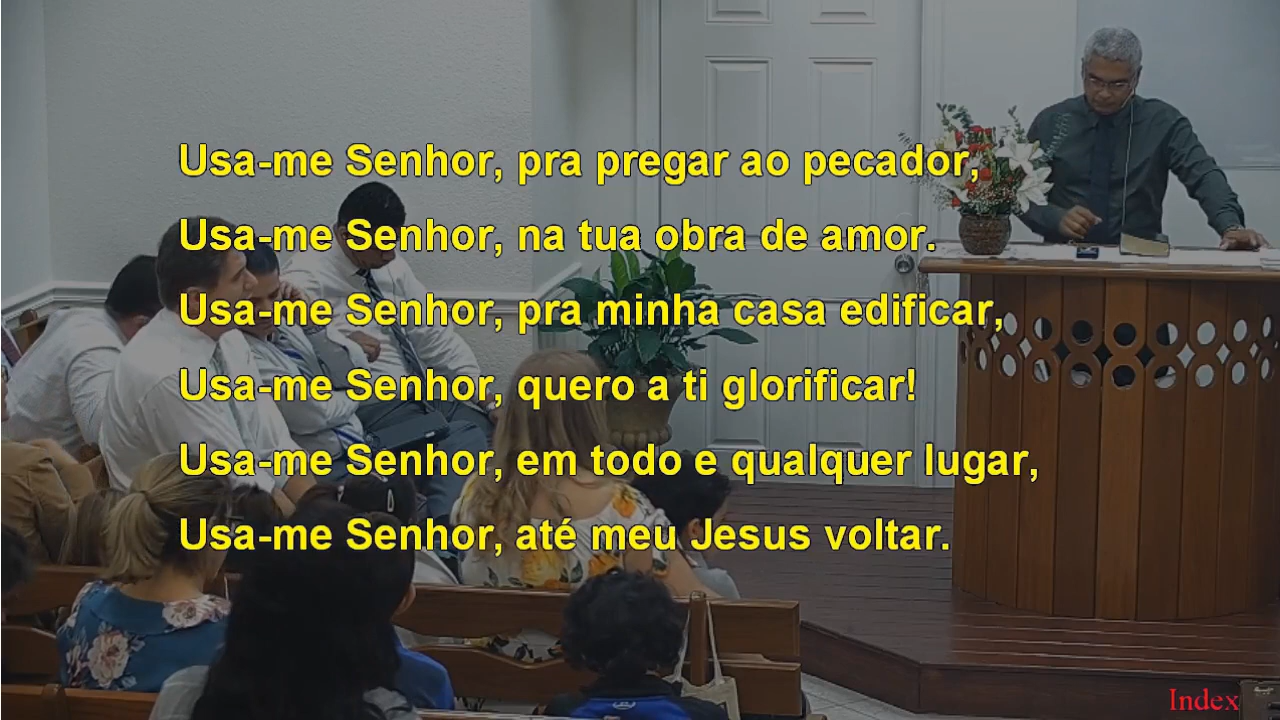 Usa-me Senhor, pra pregar ao pecador,
Usa-me Senhor, na tua obra de amor.
Usa-me Senhor, pra minha casa edificar,
Usa-me Senhor, quero a ti glorificar!
Usa-me Senhor, em todo e qualquer lugar,
Usa-me Senhor, até meu Jesus voltar.
Index